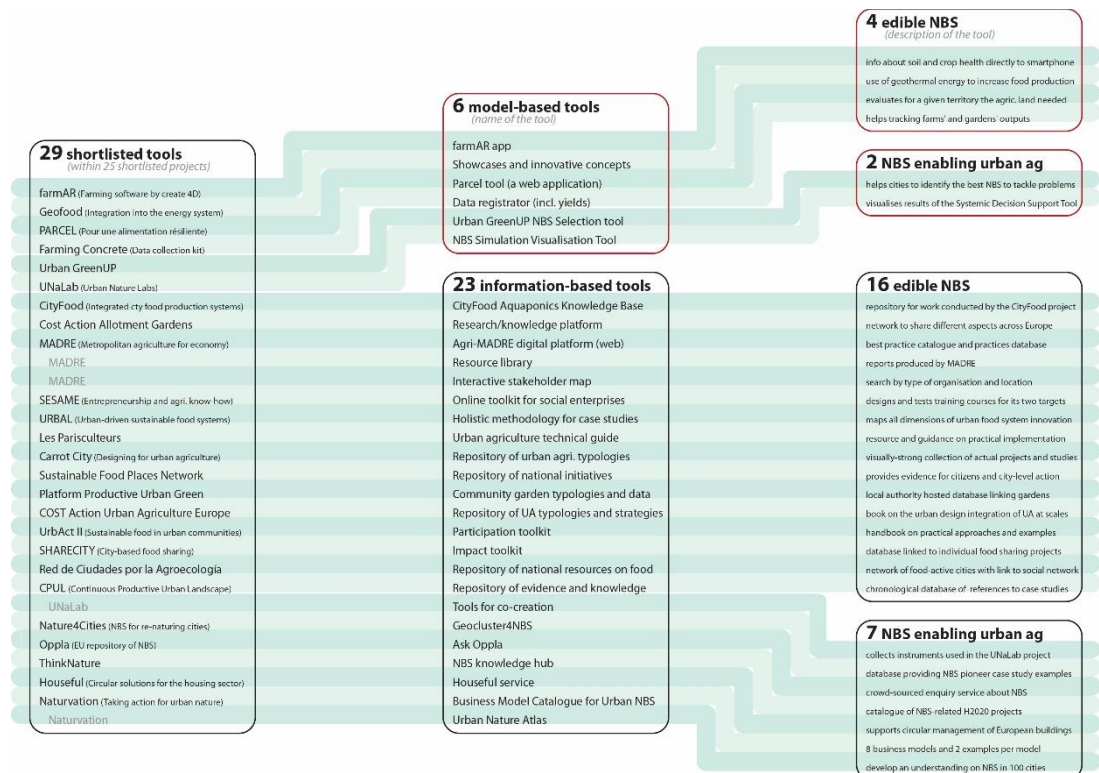 29 shortlisted tools
(within 25 shortlisted projects)
farmAR (Farming software by create 4D)
Geofood (Integration into the energy system)
PARCEL (Pour une alimentation résiliente)
Farming Concrete (Data collection kit)
Urban GreenUP
UNaLab (Urban Nature Labs)
CityFood (Integrated cty food production systems)
Cost Action Allotment Gardens
MADRE (Metropolitan agriculture for economy)
MADRE
MADRE
SESAME (Entrepreneurship and agri. know-how)
URBAL (Urban-driven sustainable food systems)
Les Parisculteurs
Carrot City (Designing for urban agriculture)
Sustainable Food Places Network
Platform Productive Urban Green
COST Action Urban Agriculture Europe
UrbAct II (Sustainable food in urban communities)
SHARECITY (City-based food sharing)
Red de Ciudades por la Agroecología
CPUL (Continuous Productive Urban Landscape)
UNaLab
Nature4Cities (NBS for re-naturing cities)
Oppla (EU repository of NBS)
ThinkNature
Houseful (Circular solutions for the housing sector)
Naturvation (Taking action for urban nature)
Naturvation
6 model-based tools
(name of the tool)
farmAR app
Showcases and innovative concepts
Parcel tool (a web application)
Data registrator (incl. yields)
Urban GreenUP NBS Selection tool
NBS Simulation Visualisation Tool
23 information-based tools
CityFood Aquaponics Knowledge Base
Research/knowledge platform
Agri-MADRE digital platform (web)
Resource library
Interactive stakeholder map
Online toolkit for social enterprises
Holistic methodology for case studies
Urban agriculture technical guide
Repository of urban agri. typologies
Repository of national initiatives
Community garden typologies and data
Repository of UA typologies and strategies
Participation toolkit
Impact toolkit
Repository of national resources on food
Repository of evidence and knowledge
Tools for co-creation
Geocluster4NBS
Ask Oppla
NBS knowledge hub
Houseful service
Business Model Catalogue for Urban NBS
Urban Nature Atlas
4 edible NBS
(description of the tool)
info about soil and crop health directly to smartphone
use of geothermal energy to increase food production
evaluates for a given territory the agric. land needed
helps tracking farms' and gardens' outputs
2 NBS enabling urban ag
helps cities to identify the best NBS to tackle problems
visualises results of the Systemic Decision Support Tool
16 edible NBS
repository for work conducted by the CityFood project
network to share different aspects across Europe
best practice catalogue and practices database
reports produced by MADRE
search by type of organisation and location
designs and tests training courses for its two targets
maps all dimensions of urban food system innovation
resource and guidance on practical implementation
visually-strong collection of actual projects and studies
provides evidence for citizens and city-level action
local authority hosted database linking gardens
book on the urban design integration of UA at scales
handbook on practical approaches and examples
database linked to individual food sharing projects
network of food-active cities with link to social network
chronological database of references to case studies
7 NBS enabling urban ag
collects instruments used in the UNaLab project
database providing NBS pioneer case study examples
crowd-sourced enquiry service about NBS
catalogue of NBS-related H2020 projects
supports circular management of European buildings
8 business models and 2 examples per model
develop an understanding on NBS in 100 cities